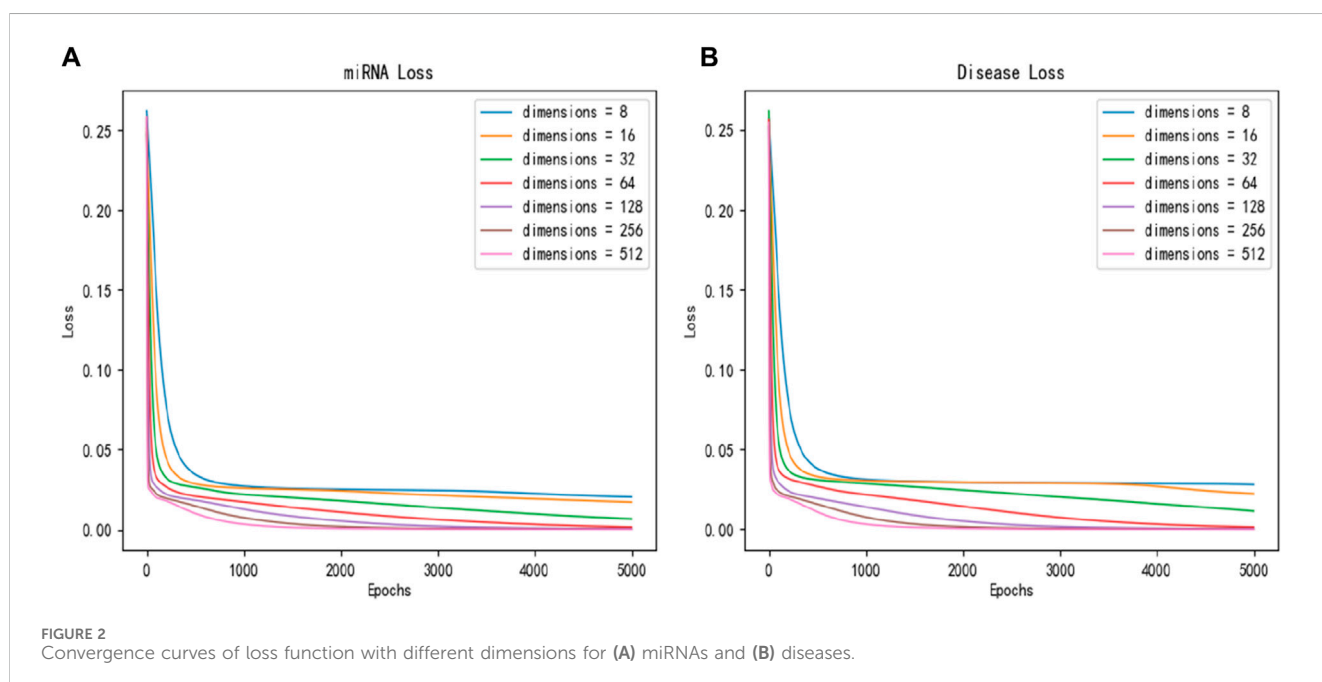 A
miRNA Loss
0.25
0.20
0.15
0.10
0.05
0.00
Loss
dimensions = 8
dimensions = 16
dimensions = 32
dimensions = 64
dimensions = 128
dimensions = 256
dimensions = 512
0 1000 2000 3000 4000 5000
Epochs
B
Disease Loss
0.25
0.20
0.15
0.10
0.05
0.00
Loss
dimensions = 8
dimensions = 16
dimensions = 32
dimensions = 64
dimensions = 128
dimensions = 256
dimensions = 512
0 1000 2000 3000 4000 5000
Epochs
FIGURE 2
Convergence curves of loss function with different dimensions for (A) miRNAs and (B) diseases.